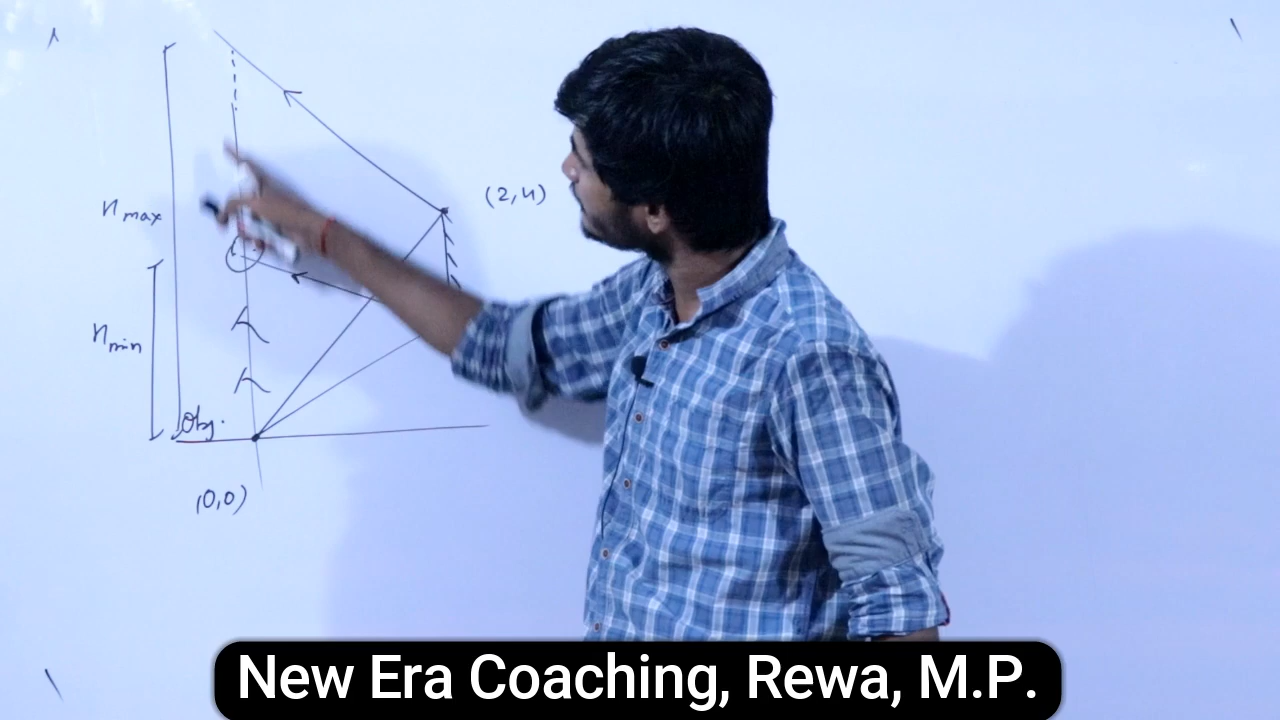 (2,4)
n max
n min
Obj.
(0,0)
New Era Coaching, Rewa, M.P.